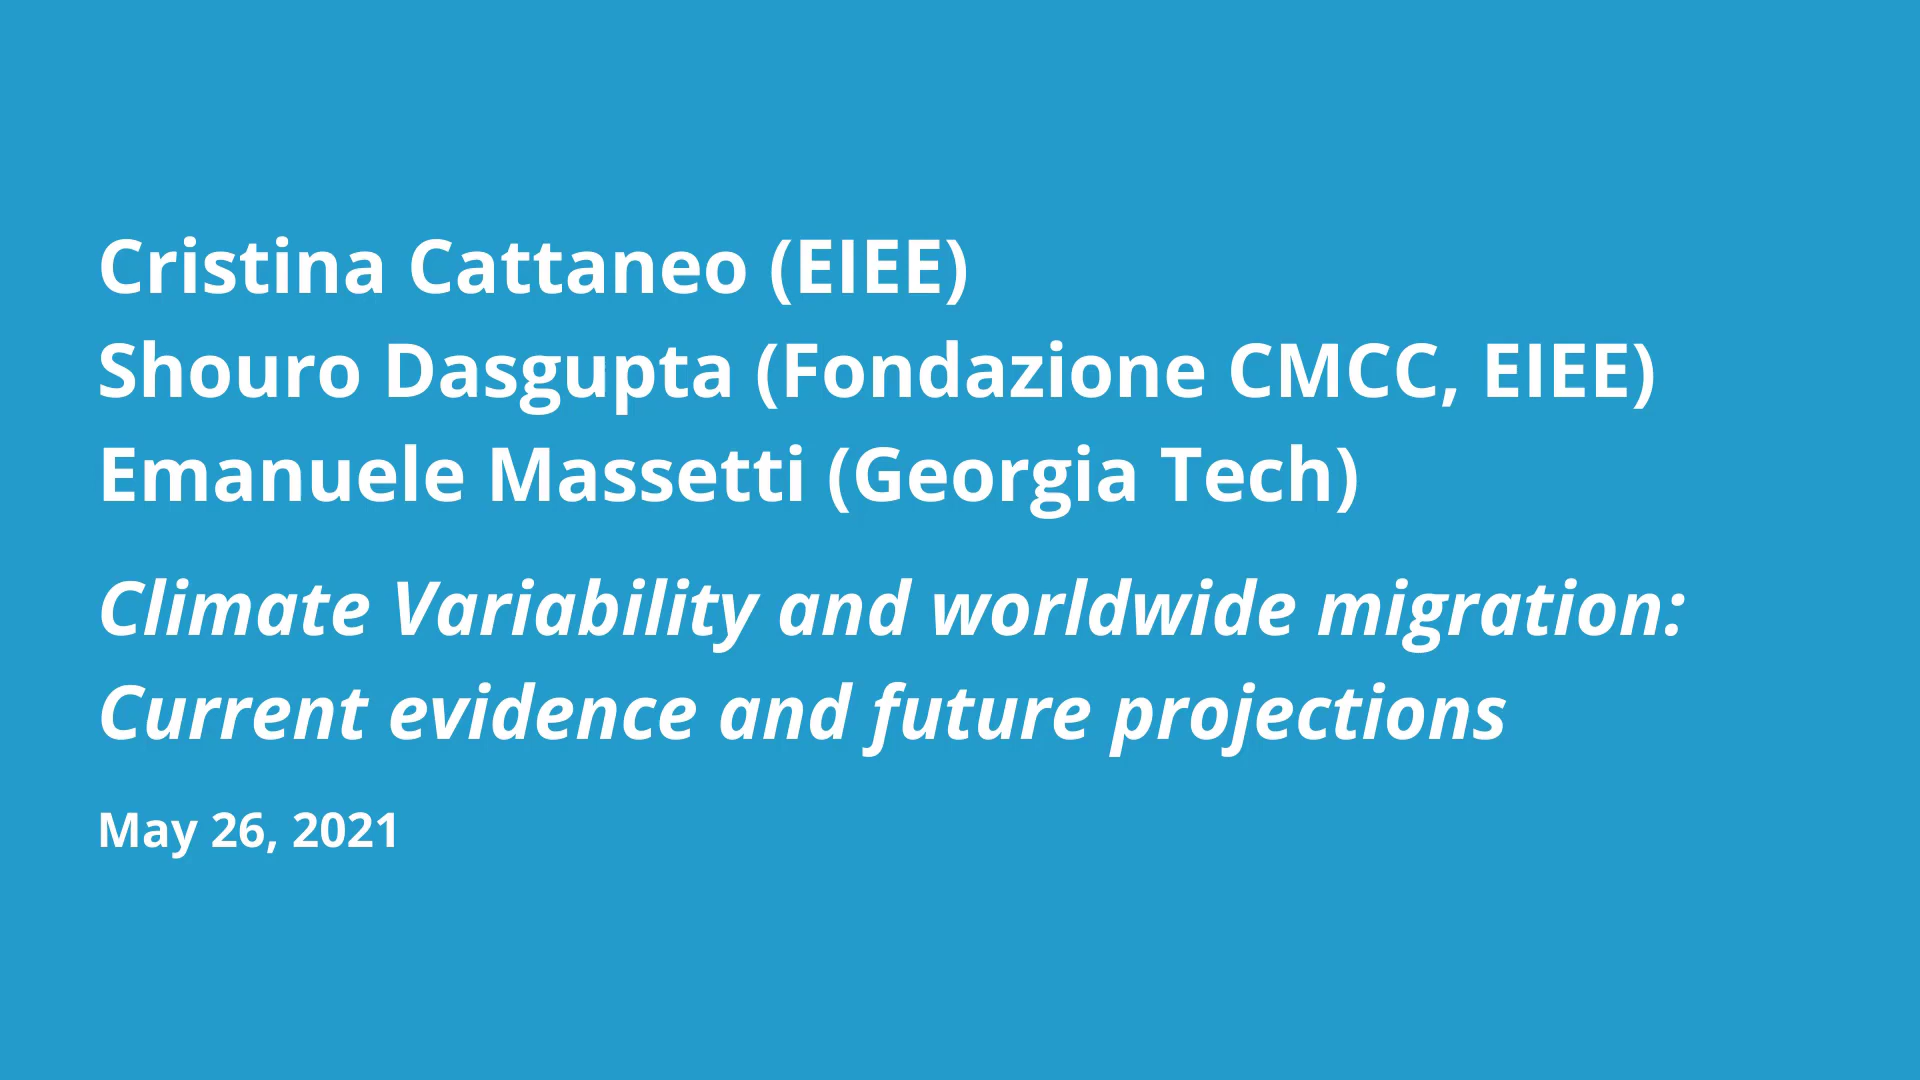 Cristina Cattaneo (EIEE)
Shouro Dasgupta (Fondazione CMCC, EIEE)
Emanuele Massetti (Georgia Tech)
Climate Variability and worldwide migration:
Current evidence and future projections
May 26, 2021